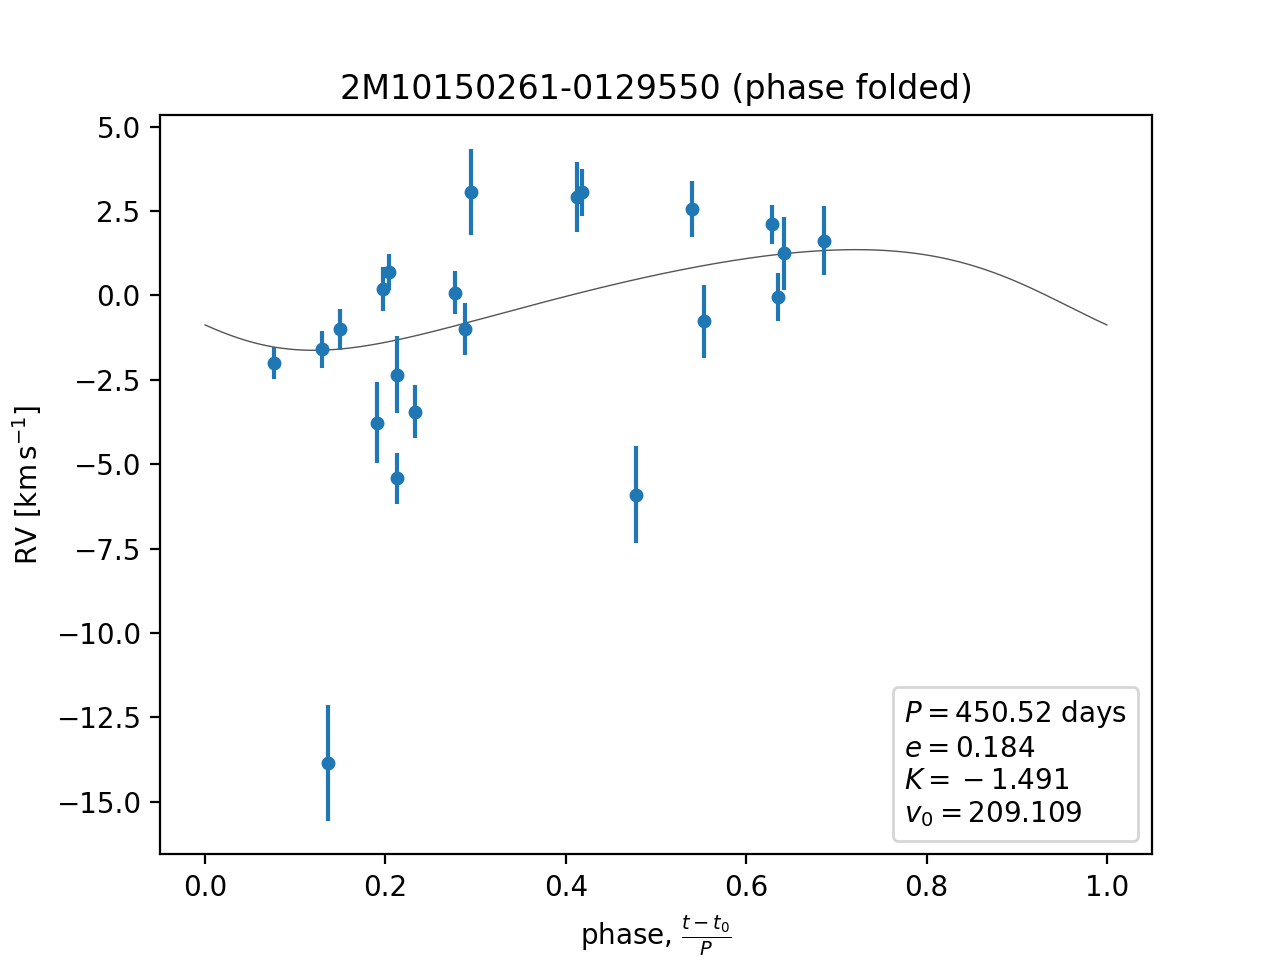 2M10150261-0129550 (phase folded)
5.0
2.5
0.0
−2.5
−5.0
−7.5
−10.0
−12.5
−15.0
RV [km s⁻¹]
P = 450.52 days
e = 0.184
K = − 1.491
v₀ = 209.109
0.0 0.2 0.4 0.6 0.8 1.0
phase, (t − t₀)/P